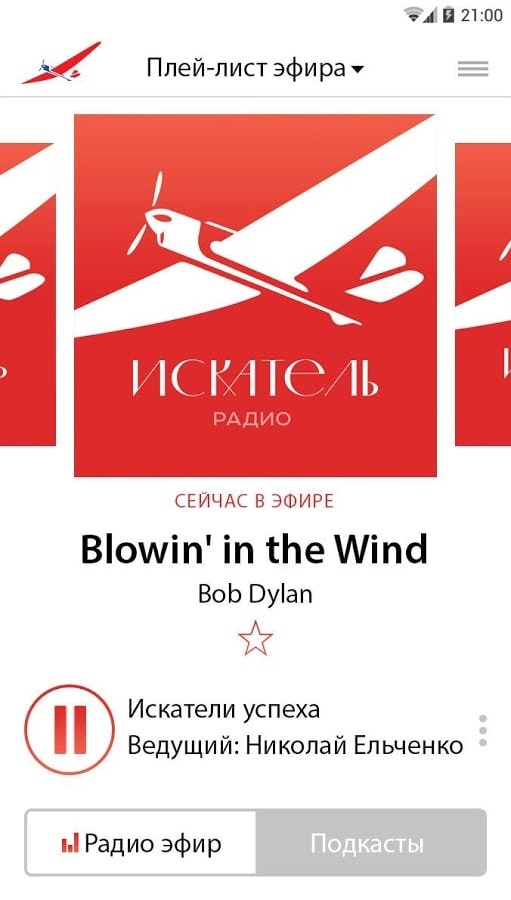 21:00
Плей-лист эфира
ИСКАТЕЛЬ
РАДИО
СЕЙЧАС В ЭФИРЕ
Blowin' in the Wind
Bob Dylan
Искатели успеха
Ведущий: Николай Ельченко
Радио эфир
Подкасты